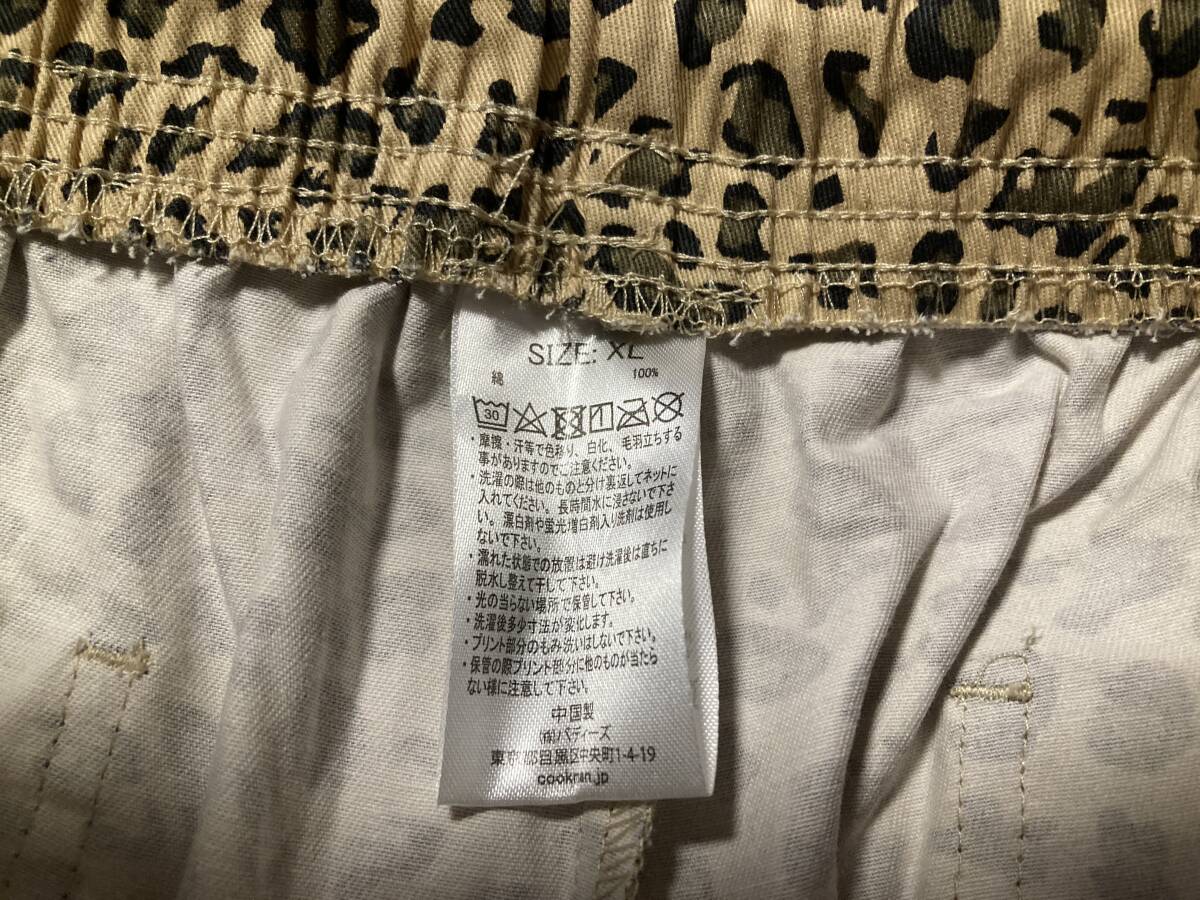 SIZE: XL
綿 100%
30
・摩擦・汗等で色移り、白化、毛羽立ちする
事がありますのでご注意ください。
・洗濯の際は他のものと分け裏返してネットに
入れてください。長時間水に浸さないで下さ
い。漂白剤や蛍光増白剤入り洗剤は使用し
ないで下さい。
・濡れた状態での放置は避け洗濯後は直ちに
脱水し整えて干して下さい。
・光の当らない場所で保管して下さい。
・洗濯後多少寸法が変化します。
・プリント部分のもみ洗いはしないで下さい。
・保管の際プリント部分に他のものが当たら
ない様に注意して下さい。
中国製
㈱バディーズ
東京都目黒区中央町1-4-19
cookman.jp